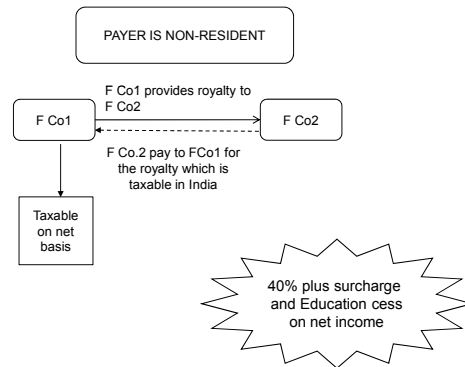 PAYER IS NON-RESIDENT
F Co1 provides royalty to
F Co2
F Co1
F Co2
F Co.2 pay to FCo1 for
the royalty which is
taxable in India
Taxable
on net
basis
40% plus surcharge
and Education cess
on net income